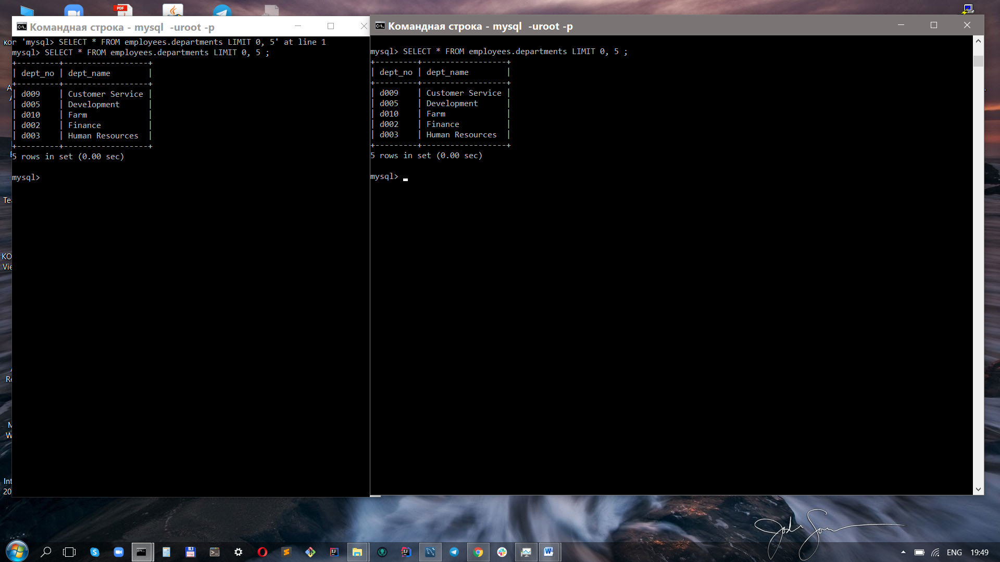 PDF
Командная строка - mysql  -uroot -p
ког 'mysql> SELECT * FROM employees.departments LIMIT 0, 5' at line 1
mysql> SELECT * FROM employees.departments LIMIT 0, 5 ;
+---------+------------------+
| dept_no | dept_name        |
+---------+------------------+
| d009    | Customer Service |
| d005    | Development      |
| d010    | Farm             |
| d002    | Finance          |
| d003    | Human Resources  |
+---------+------------------+
5 rows in set (0.00 sec)
mysql>
Командная строка - mysql  -uroot -p
mysql> SELECT * FROM employees.departments LIMIT 0, 5 ;
+---------+------------------+
| dept_no | dept_name        |
+---------+------------------+
| d009    | Customer Service |
| d005    | Development      |
| d010    | Farm             |
| d002    | Finance          |
| d003    | Human Resources  |
+---------+------------------+
5 rows in set (0.00 sec)
mysql>
Tea
KO
Vie
Re
M
W
Int
20
ENG
19:49